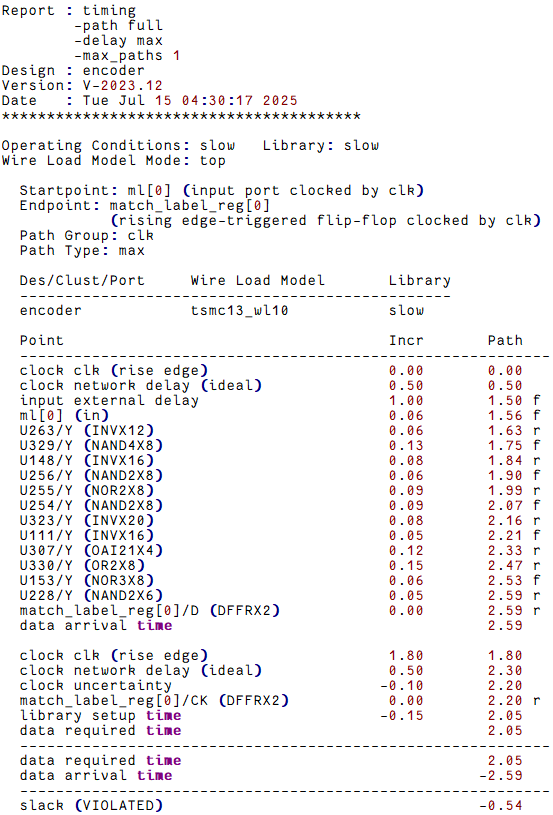 Report : timing
        -path full
        -delay max
        -max_paths 1
Design : encoder
Version: V-2023.12
Date   : Tue Jul 15 04:30:17 2025
****************************************
Operating Conditions: slow   Library: slow
Wire Load Model Mode: top
  Startpoint: ml[0] (input port clocked by clk)
  Endpoint: match_label_reg[0]
            (rising edge-triggered flip-flop clocked by clk)
  Path Group: clk
  Path Type: max
  Des/Clust/Port     Wire Load Model       Library
  ------------------------------------------------
  encoder            tsmc13_wl10           slow
  Point                                    Incr       Path
  -----------------------------------------------------------
  clock clk (rise edge)                    0.00       0.00
  clock network delay (ideal)              0.50       0.50
  input external delay                     1.00       1.50 f
  ml[0] (in)                               0.06       1.56 f
  U263/Y (INVX12)                          0.06       1.63 r
  U329/Y (NAND4X8)                         0.13       1.75 f
  U148/Y (INVX16)                          0.08       1.84 r
  U256/Y (NAND2X8)                         0.06       1.90 f
  U255/Y (NOR2X8)                          0.09       1.99 r
  U254/Y (NAND2X8)                         0.09       2.07 f
  U323/Y (INVX20)                          0.08       2.16 r
  U111/Y (INVX16)                          0.05       2.21 f
  U307/Y (OAI21X4)                         0.12       2.33 r
  U330/Y (OR2X8)                           0.15       2.47 r
  U153/Y (NOR3X8)                          0.06       2.53 f
  U228/Y (NAND2X6)                         0.05       2.59 r
  match_label_reg[0]/D (DFFRX2)            0.00       2.59 r
  data arrival time                                   2.59
  clock clk (rise edge)                    1.80       1.80
  clock network delay (ideal)              0.50       2.30
  clock uncertainty                       -0.10       2.20
  match_label_reg[0]/CK (DFFRX2)           0.00       2.20 r
  library setup time                      -0.15       2.05
  data required time                                  2.05
  -----------------------------------------------------------
  data required time                                  2.05
  data arrival time                                  -2.59
  -----------------------------------------------------------
  slack (VIOLATED)                                   -0.54